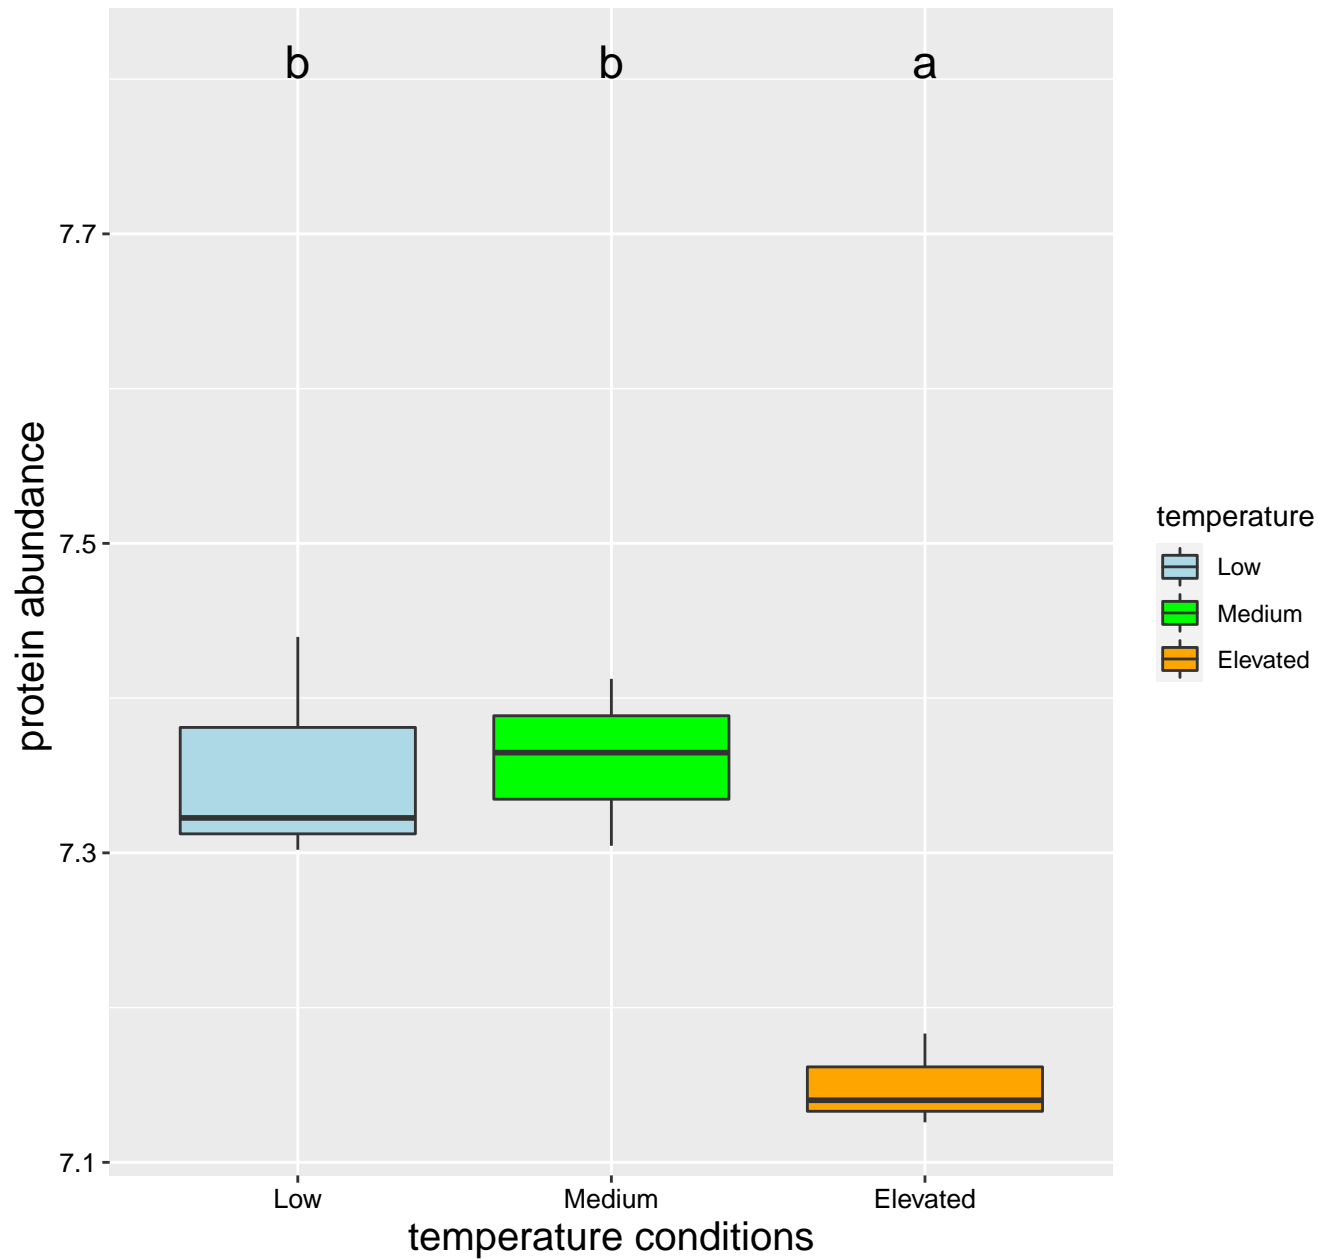 b b a
7.7
7.5
7.3
7.1
protein abundance
Low Medium Elevated
temperature conditions
temperature
Low
Medium
Elevated